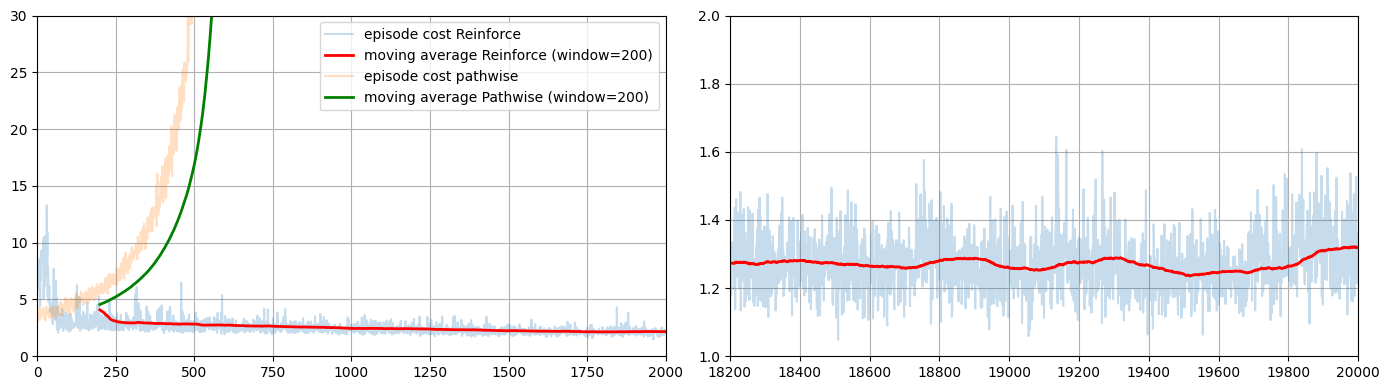 30
25
20
15
10
5
0
0 250 500 750 1000 1250 1500 1750 2000
episode cost Reinforce
moving average Reinforce (window=200)
episode cost pathwise
moving average Pathwise (window=200)
2.0
1.8
1.6
1.4
1.2
1.0
18200 18400 18600 18800 19000 19200 19400 19600 19800 20000